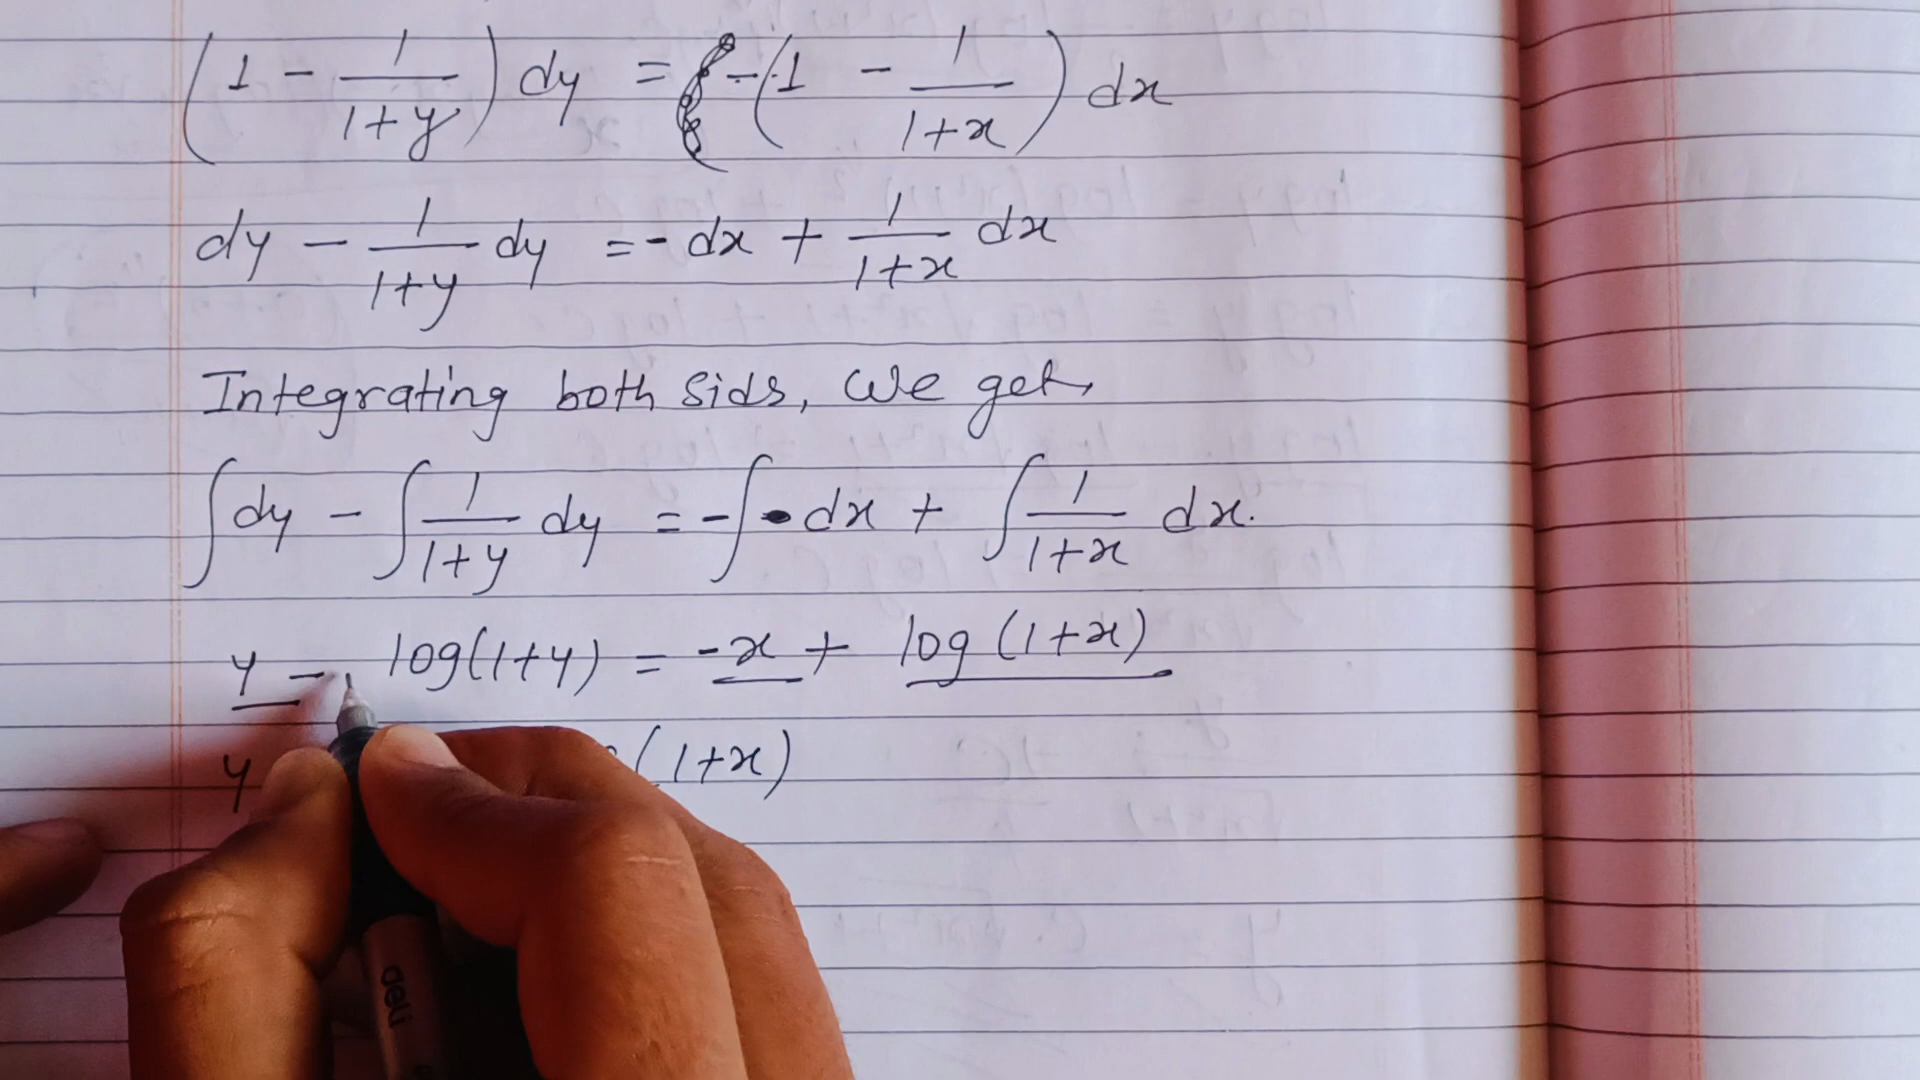 (1 - 1/(1+y)) dy = -(1 - 1/(1+x)) dx
dy - 1/(1+y) dy = - dx + 1/(1+x) dx
Integrating both sids, we get,
∫dy - ∫1/(1+y) dy = -∫dx + ∫1/(1+x) dx.
y - log(1+y) = -x + log(1+x)
y (1+x)
deli